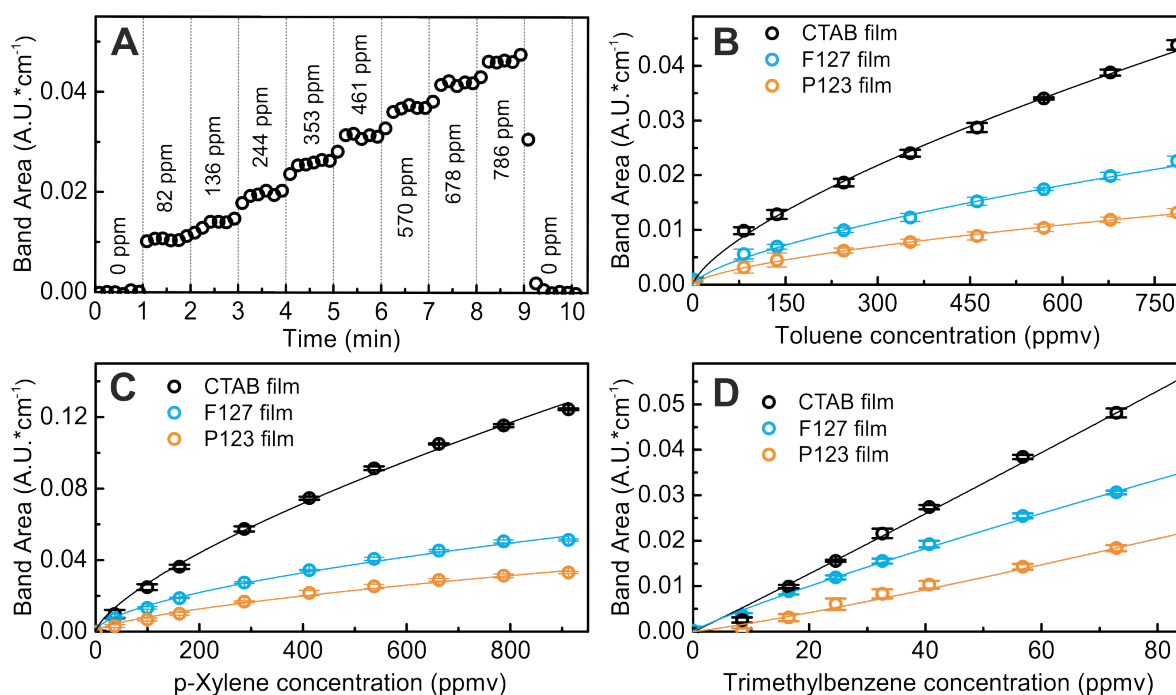 A
Band Area (A.U.*cm⁻¹)
0.04
0.02
0.00
0 ppm
82 ppm
136 ppm
244 ppm
353 ppm
461 ppm
570 ppm
678 ppm
786 ppm
0 ppm
0 1 2 3 4 5 6 7 8 9 10
Time (min)
B
CTAB film
F127 film
P123 film
Band Area (A.U.*cm⁻¹)
0.04
0.03
0.02
0.01
0.00
0 150 300 450 600 750
Toluene concentration (ppmv)
C
CTAB film
F127 film
P123 film
Band Area (A.U.*cm⁻¹)
0.12
0.08
0.04
0.00
0 200 400 600 800
p-Xylene concentration (ppmv)
D
CTAB film
F127 film
P123 film
Band Area (A.U.*cm⁻¹)
0.05
0.04
0.03
0.02
0.01
0.00
0 20 40 60 80
Trimethylbenzene concentration (ppmv)